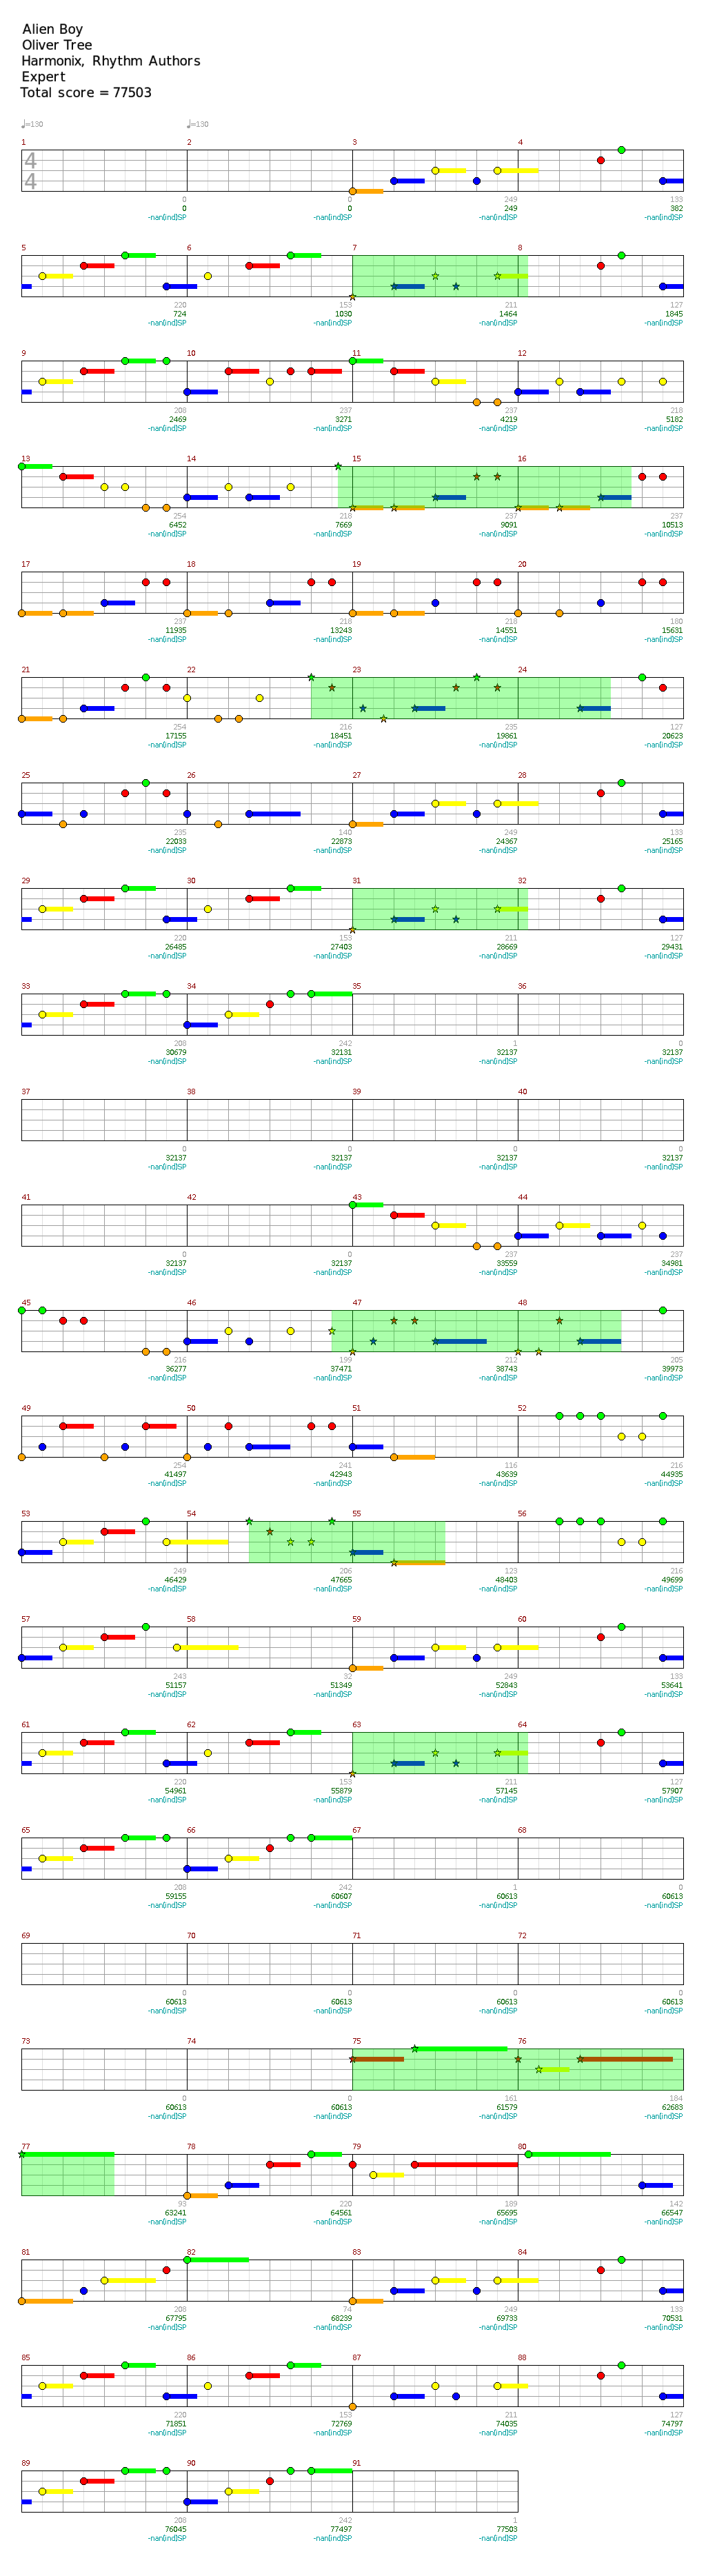 Alien Boy
Oliver Tree
Harmonix, Rhythm Authors
Expert
Total score = 77503
♩=130 ♩=130
1 2 3 4
4
4
0 0 249 133
0 0 249 382
-nan(ind)SP -nan(ind)SP -nan(ind)SP -nan(ind)SP
5 6 7 8
220 153 211 127
724 1030 1464 1845
-nan(ind)SP -nan(ind)SP -nan(ind)SP -nan(ind)SP
9 10 11 12
208 237 237 218
2469 3271 4219 5182
-nan(ind)SP -nan(ind)SP -nan(ind)SP -nan(ind)SP
13 14 15 16
254 218 237 237
6452 7669 9091 10513
-nan(ind)SP -nan(ind)SP -nan(ind)SP -nan(ind)SP
17 18 19 20
237 218 218 180
11935 13243 14551 15631
-nan(ind)SP -nan(ind)SP -nan(ind)SP -nan(ind)SP
21 22 23 24
254 216 235 127
17155 18451 19861 20623
-nan(ind)SP -nan(ind)SP -nan(ind)SP -nan(ind)SP
25 26 27 28
235 140 249 133
22033 22873 24367 25165
-nan(ind)SP -nan(ind)SP -nan(ind)SP -nan(ind)SP
29 30 31 32
220 153 211 127
26485 27403 28669 29431
-nan(ind)SP -nan(ind)SP -nan(ind)SP -nan(ind)SP
33 34 35 36
208 242 1 0
30679 32131 32137 32137
-nan(ind)SP -nan(ind)SP -nan(ind)SP -nan(ind)SP
37 38 39 40
0 0 0 0
32137 32137 32137 32137
-nan(ind)SP -nan(ind)SP -nan(ind)SP -nan(ind)SP
41 42 43 44
0 0 237 237
32137 32137 33559 34981
-nan(ind)SP -nan(ind)SP -nan(ind)SP -nan(ind)SP
45 46 47 48
216 199 212 205
36277 37471 38743 39973
-nan(ind)SP -nan(ind)SP -nan(ind)SP -nan(ind)SP
49 50 51 52
254 241 116 216
41497 42943 43639 44935
-nan(ind)SP -nan(ind)SP -nan(ind)SP -nan(ind)SP
53 54 55 56
249 206 123 216
46429 47665 48403 49699
-nan(ind)SP -nan(ind)SP -nan(ind)SP -nan(ind)SP
57 58 59 60
243 32 249 133
51157 51349 52843 53641
-nan(ind)SP -nan(ind)SP -nan(ind)SP -nan(ind)SP
61 62 63 64
220 153 211 127
54961 55879 57145 57907
-nan(ind)SP -nan(ind)SP -nan(ind)SP -nan(ind)SP
65 66 67 68
208 242 1 0
59155 60607 60613 60613
-nan(ind)SP -nan(ind)SP -nan(ind)SP -nan(ind)SP
69 70 71 72
0 0 0 0
60613 60613 60613 60613
-nan(ind)SP -nan(ind)SP -nan(ind)SP -nan(ind)SP
73 74 75 76
0 0 161 184
60613 60613 61579 62683
-nan(ind)SP -nan(ind)SP -nan(ind)SP -nan(ind)SP
77 78 79 80
93 220 189 142
63241 64561 65695 66547
-nan(ind)SP -nan(ind)SP -nan(ind)SP -nan(ind)SP
81 82 83 84
208 74 249 133
67795 68239 69733 70531
-nan(ind)SP -nan(ind)SP -nan(ind)SP -nan(ind)SP
85 86 87 88
220 153 211 127
71851 72769 74035 74797
-nan(ind)SP -nan(ind)SP -nan(ind)SP -nan(ind)SP
89 90 91
208 242 1
76045 77497 77503
-nan(ind)SP -nan(ind)SP -nan(ind)SP